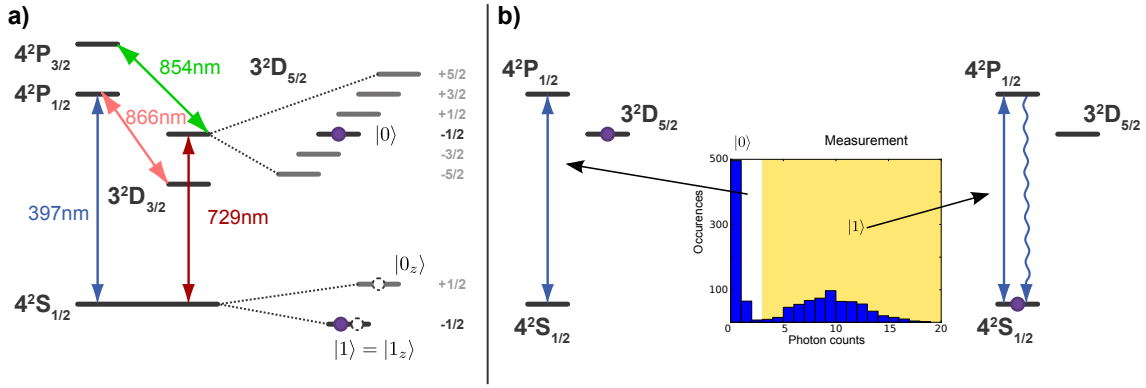 a)
4²P₃/₂
854nm
3²D₅/₂
+5/2
4²P₁/₂
866nm
+3/2
+1/2
|0⟩
-1/2
-3/2
-5/2
3²D₃/₂
397nm
729nm
|0_z⟩
+1/2
4²S₁/₂
-1/2
|1⟩ = |1_z⟩
b)
4²P₁/₂
3²D₅/₂
4²S₁/₂
|0⟩
Measurement
500
400
300
100
Occurences
|1⟩
0
5
10
15
20
Photon counts
4²P₁/₂
3²D₅/₂
4²S₁/₂